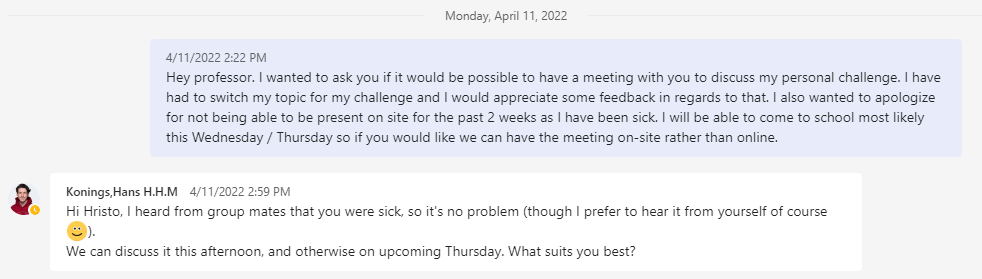 Monday, April 11, 2022
4/11/2022 2:22 PM
Hey professor. I wanted to ask you if it would be possible to have a meeting with you to discuss my personal challenge. I have
had to switch my topic for my challenge and I would appreciate some feedback in regards to that. I also wanted to apologize
for not being able to be present on site for the past 2 weeks as I have been sick. I will be able to come to school most likely
this Wednesday / Thursday so if you would like we can have the meeting on-site rather than online.
Konings,Hans H.H.M 4/11/2022 2:59 PM
Hi Hristo, I heard from group mates that you were sick, so it's no problem (though I prefer to hear it from yourself of course
🙂).
We can discuss it this afternoon, and otherwise on upcoming Thursday. What suits you best?